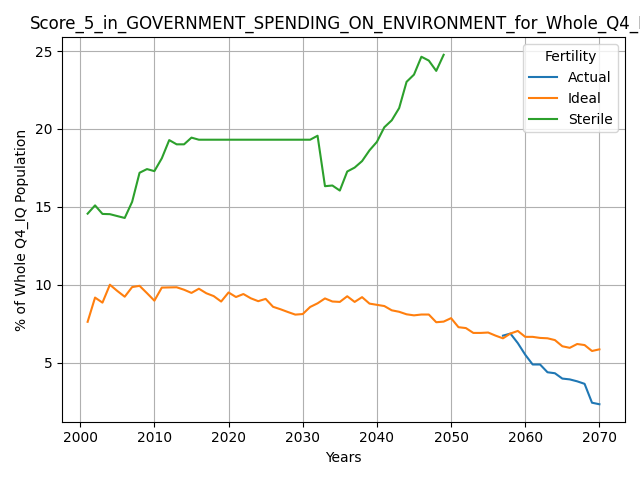 Score_5_in_GOVERNMENT_SPENDING_ON_ENVIRONMENT_for_Whole_Q4_
Fertility
Actual
Ideal
Sterile
% of Whole Q4_IQ Population
25
20
15
10
5
2000 2010 2020 2030 2040 2050 2060 2070
Years